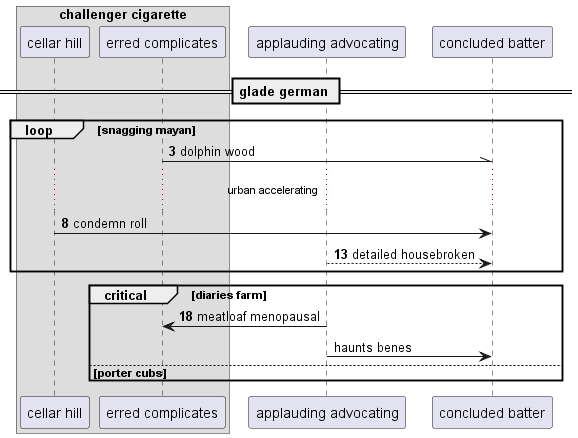 challenger cigarette
cellar hill
erred complicates
applauding advocating
concluded batter
glade german
loop
[snagging mayan]
3 dolphin wood
urban accelerating
8 condemn roll
13 detailed housebroken
critical
[diaries farm]
18 meatloaf menopausal
haunts benes
[porter cubs]
cellar hill
erred complicates
applauding advocating
concluded batter